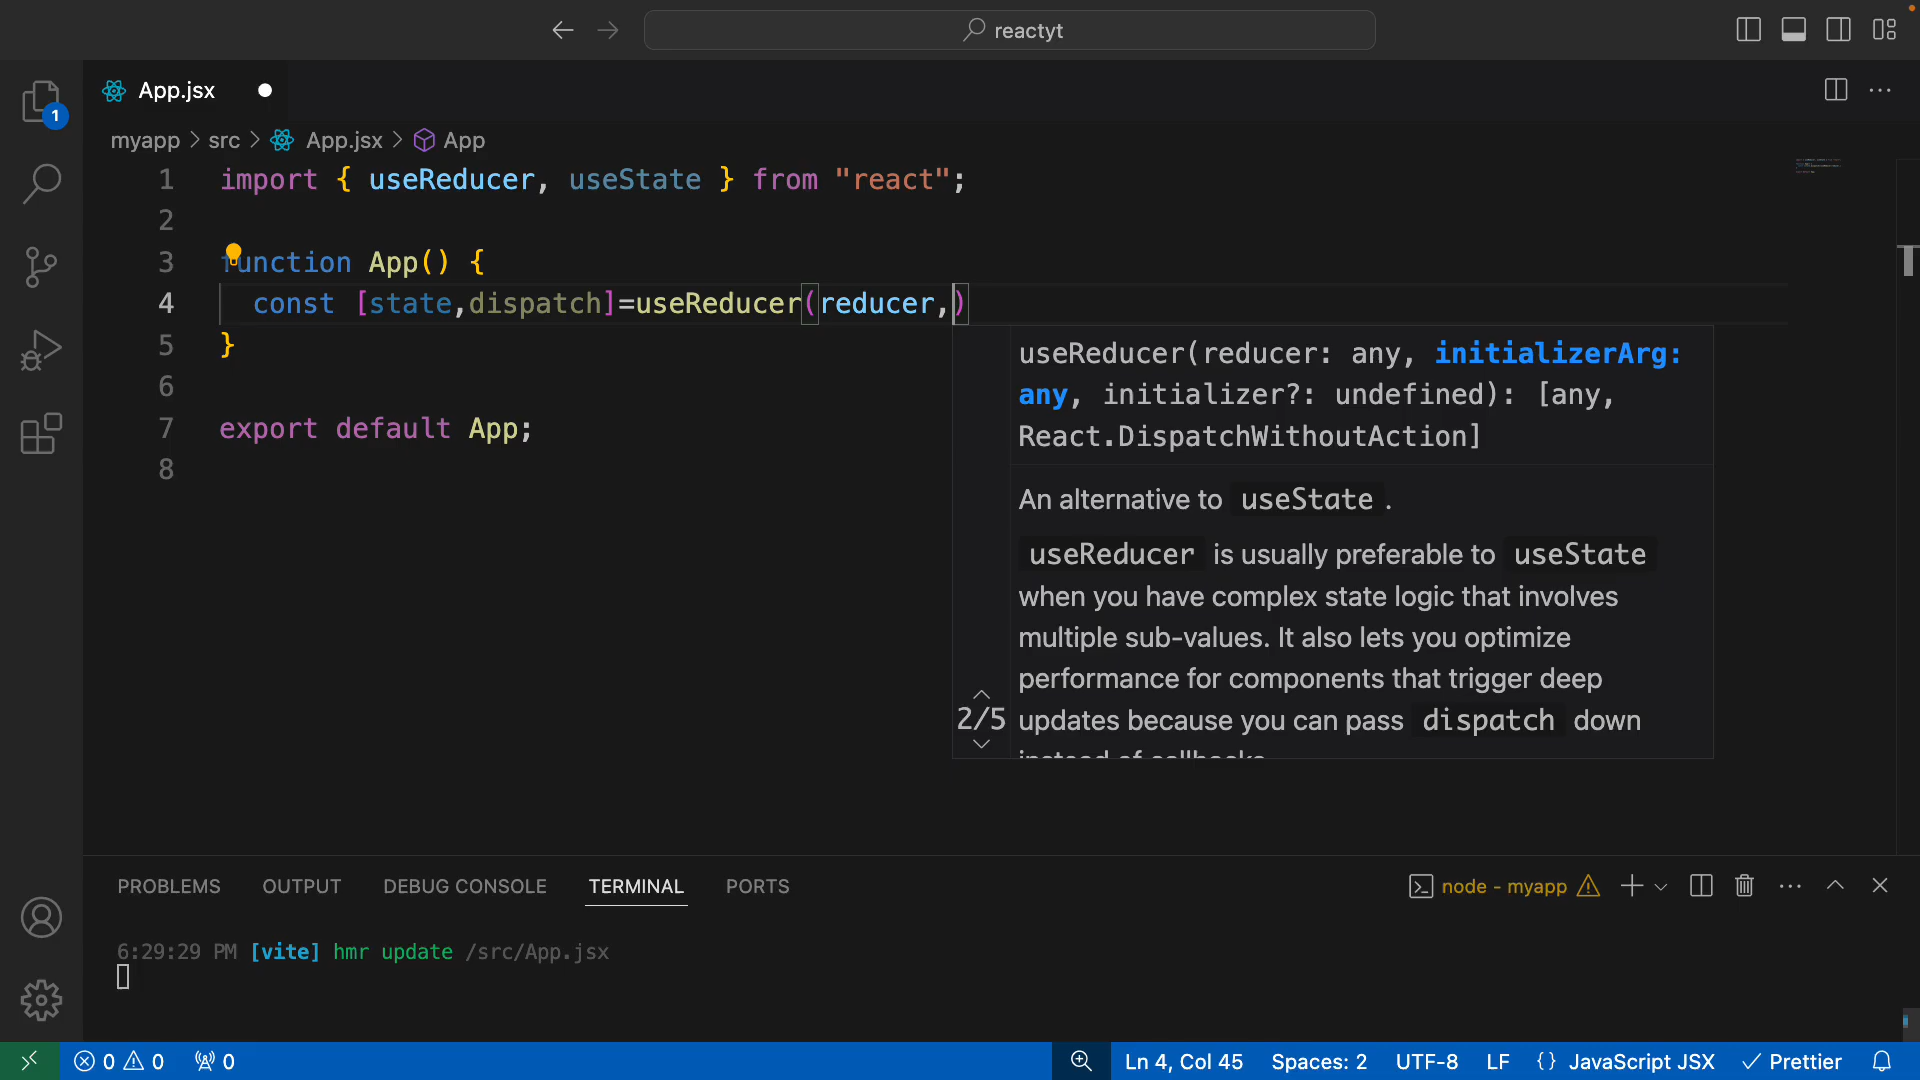 reactyt
App.jsx
1
myapp > src > App.jsx > App
1 import { useReducer, useState } from "react";
2
3 function App() {
4 const [state,dispatch]=useReducer(reducer,)
5 }
6
7 export default App;
8
useReducer(reducer: any, initializerArg:
any, initializer?: undefined): [any,
React.DispatchWithoutAction]
An alternative to useState .
useReducer is usually preferable to useState
when you have complex state logic that involves
multiple sub-values. It also lets you optimize
performance for components that trigger deep
2/5 updates because you can pass dispatch down
instead of callbacks
PROBLEMS OUTPUT DEBUG CONSOLE TERMINAL PORTS node - myapp
6:29:29 PM [vite] hmr update /src/App.jsx
0 0 0 Ln 4, Col 45 Spaces: 2 UTF-8 LF {} JavaScript JSX Prettier